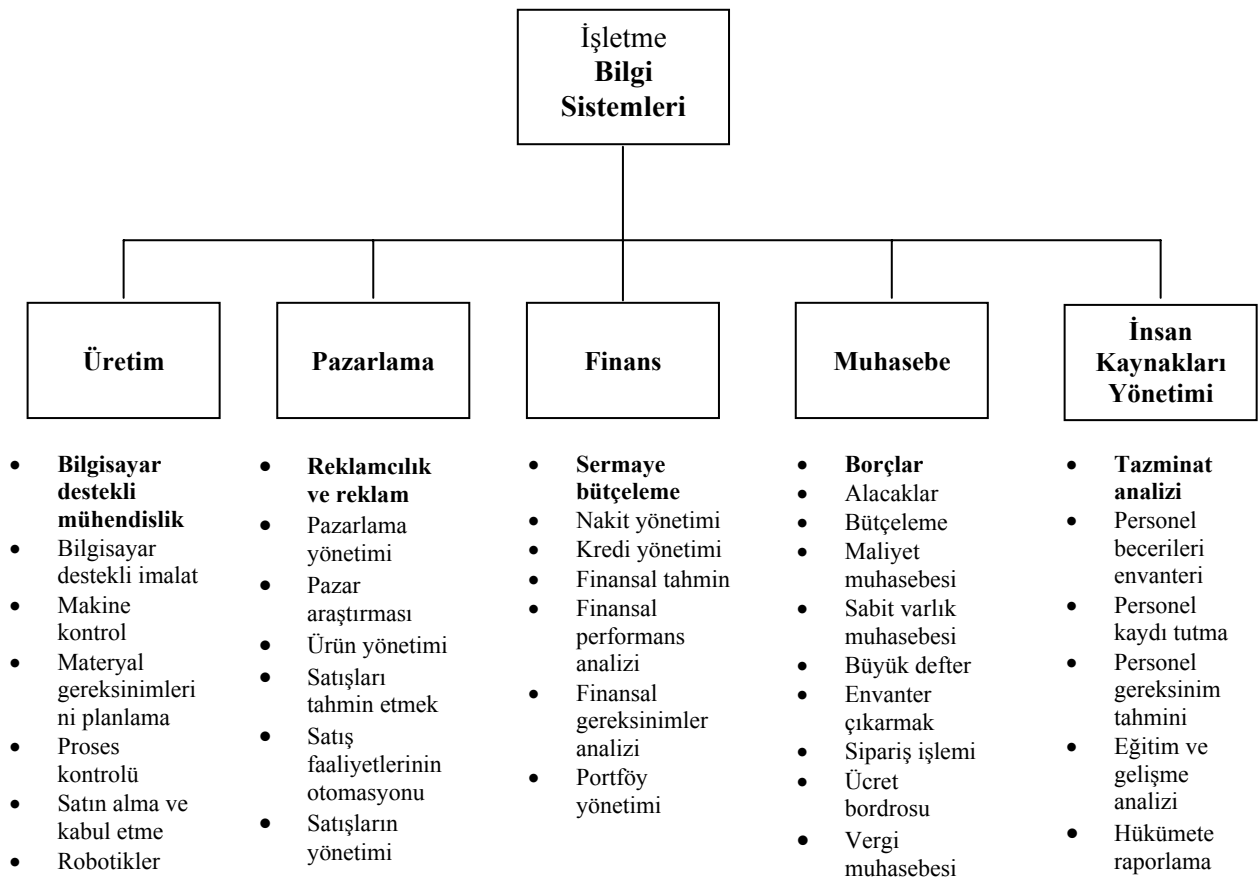 İşletme
Bilgi
Sistemleri
Üretim
Pazarlama
Finans
Muhasebe
İnsan
Kaynakları
Yönetimi
• Bilgisayar
destekli
mühendislik
• Bilgisayar
destekli imalat
• Makine
kontrol
• Materyal
gereksinimleri
ni planlama
• Proses
kontrolü
• Satın alma ve
kabul etme
• Robotikler
• Reklamcılık
ve reklam
• Pazarlama
yönetimi
• Pazar
araştırması
• Ürün yönetimi
• Satışları
tahmin etmek
• Satış
faaliyetlerinin
otomasyonu
• Satışların
yönetimi
• Sermaye
bütçeleme
• Nakit yönetimi
• Kredi yönetimi
• Finansal tahmin
• Finansal
performans
analizi
• Finansal
gereksinimler
analizi
• Portföy
yönetimi
• Borçlar
• Alacaklar
• Bütçeleme
• Maliyet
muhasebesi
• Sabit varlık
muhasebesi
• Büyük defter
• Envanter
çıkarmak
• Sipariş işlemi
• Ücret
bordrosu
• Vergi
muhasebesi
• Tazminat
analizi
• Personel
becerileri
envanteri
• Personel
kaydı tutma
• Personel
gereksinim
tahmini
• Eğitim ve
gelişme
analizi
• Hükümete
raporlama